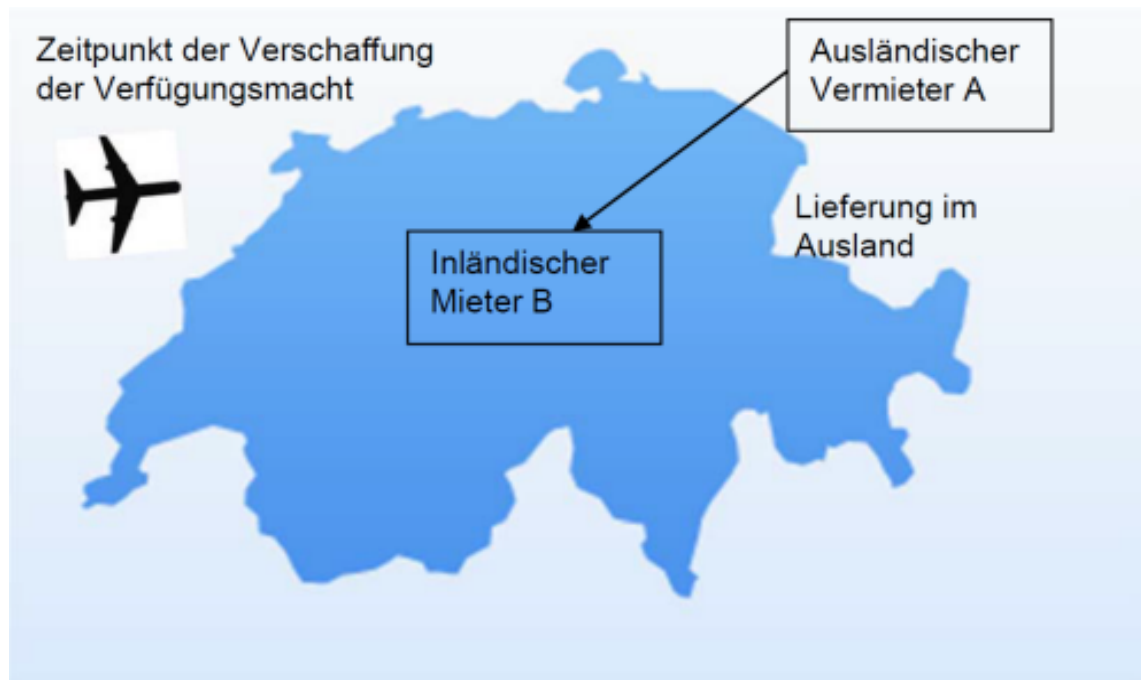 Zeitpunkt der Verschaffung
der Verfügungsmacht
Ausländischer
Vermieter A
Lieferung im
Ausland
Inländischer
Mieter B